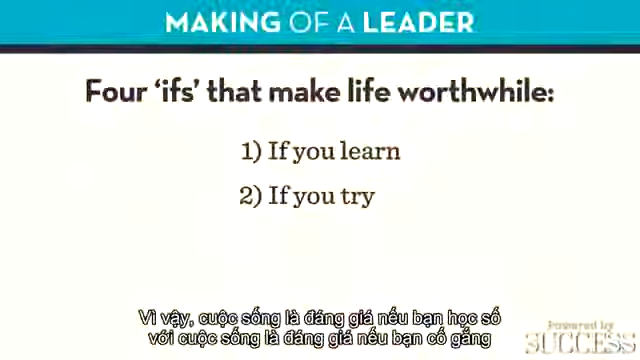 MAKING OF A LEADER
Four ‘ifs’ that make life worthwhile:
1) If you learn
2) If you try
Vì vậy, cuộc sống là đáng giá nếu bạn học số
với cuộc sống là đáng giá nếu bạn cố gắng
Powered by
SUCCESS